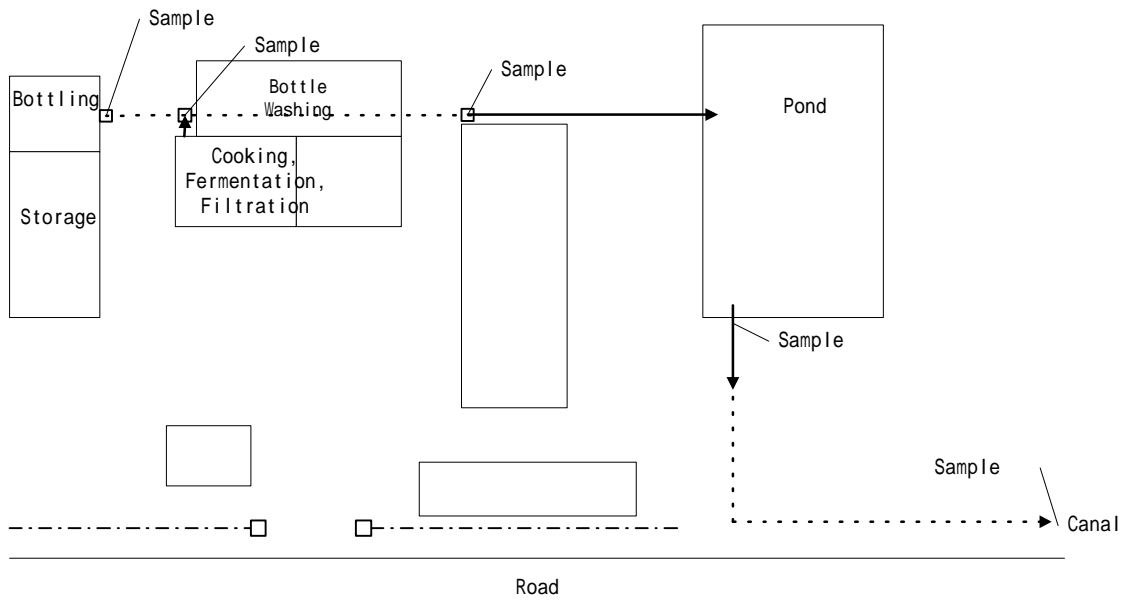 Sample
Sample
Sample
Bottling
Bottle
Washing
Pond
Cooking,
Fermentation,
Filtration
Storage
Sample
Sample
Canal
Road